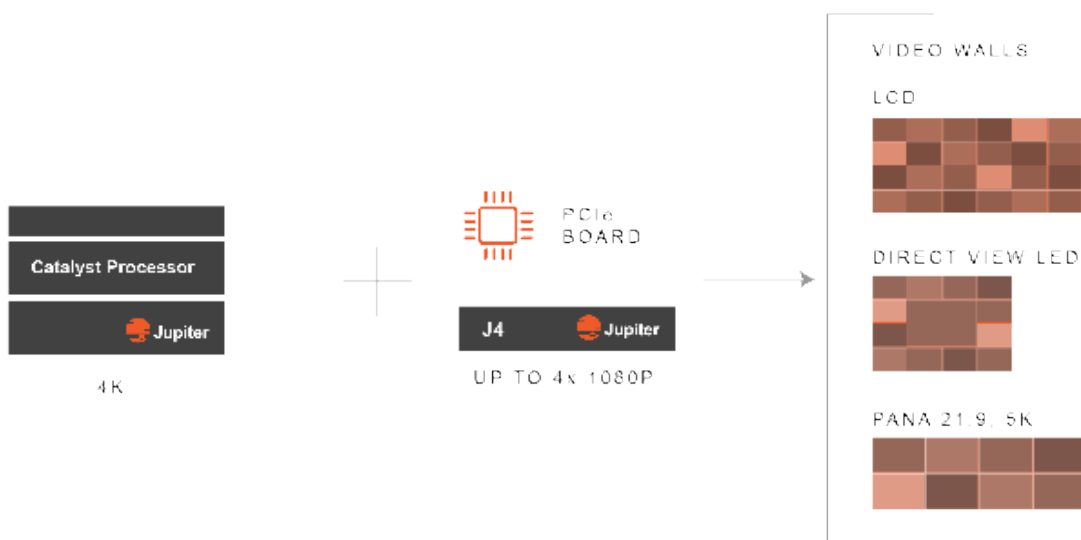 Catalyst Processor
Jupiter
4K
PCIe
BOARD
J4
Jupiter
UP TO 4x 1080P
VIDEO WALLS
LCD
DIRECT VIEW LED
PANA 21:9, 5K